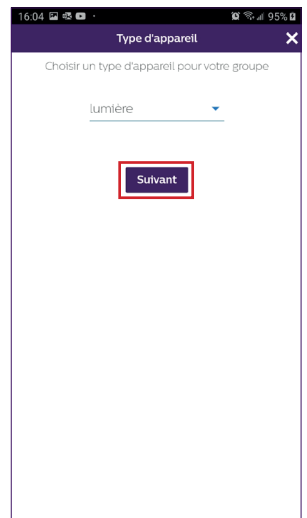 16:04 95%
Type d'appareil
Choisir un type d'appareil pour votre groupe
lumière
Suivant